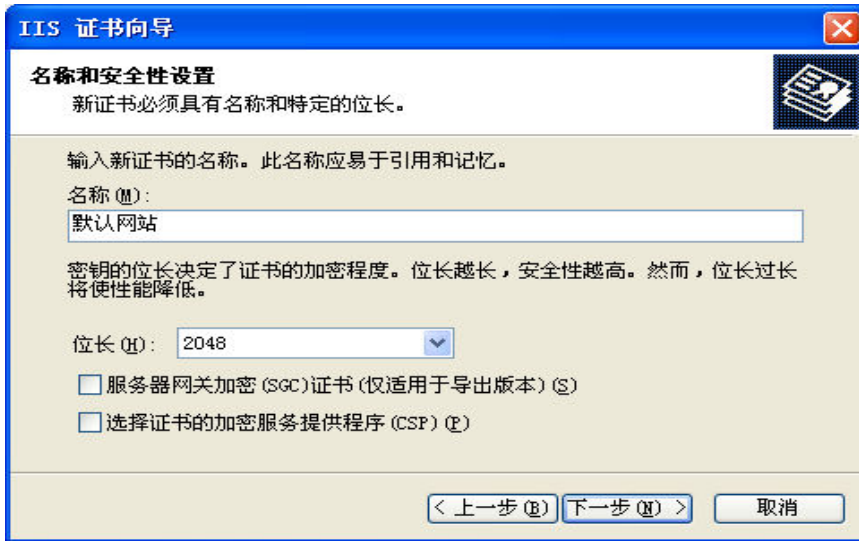 IIS 证书向导
名称和安全性设置
新证书必须具有名称和特定的位长。
输入新证书的名称。此名称应易于引用和记忆。
名称(M):
默认网站
密钥的位长决定了证书的加密程度。位长越长，安全性越高。然而，位长过长
将使性能降低。
位长(H): 2048
服务器网关加密(SGC)证书(仅适用于导出版本)(S)
选择证书的加密服务提供程序(CSP)(P)
< 上一步(B) 下一步(N) > 取消